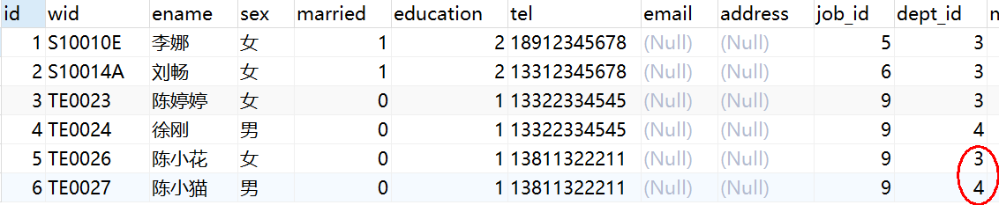 id wid ename sex married education tel email address job_id dept_id
1 S10010E 李娜 女 1 2 18912345678 (Null) (Null) 5 3
2 S10014A 刘畅 女 1 2 13312345678 (Null) (Null) 6 3
3 TE0023 陈婷婷 女 0 1 13322334545 (Null) (Null) 9 3
4 TE0024 徐刚 男 0 1 13322334545 (Null) (Null) 9 4
5 TE0026 陈小花 女 0 1 13811322211 (Null) (Null) 9 3
6 TE0027 陈小猫 男 0 1 13811322211 (Null) (Null) 9 4